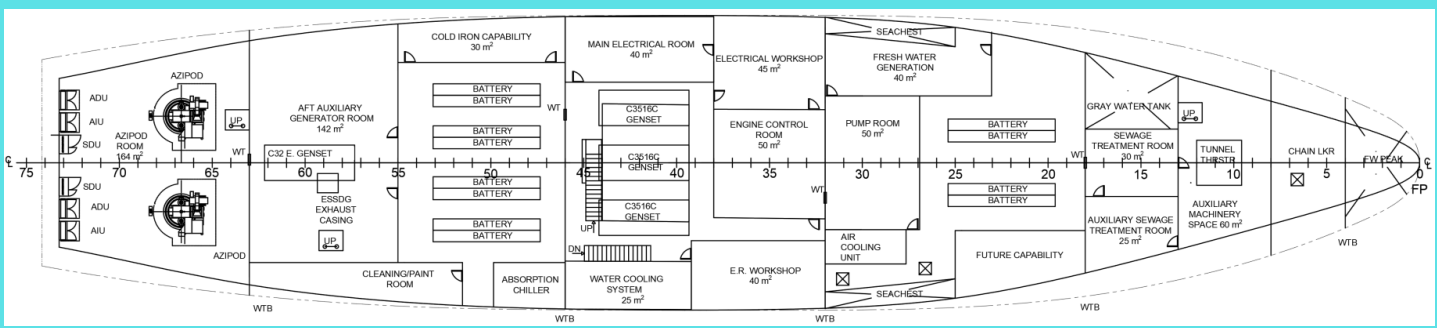 COLD IRON CAPABILITY
30 m²
MAIN ELECTRICAL ROOM
40 m²
ELECTRICAL WORKSHOP
45 m²
SEACHEST
FRESH WATER
GENERATION
40 m²
AZIPOD
ADU
AIU
SDU
AZIPOD
ROOM
164 m²
UP
WT
AFT AUXILIARY
GENERATOR ROOM
142 m²
C32 E. GENSET
ESSDG
EXHAUST
CASING
UP
BATTERY
BATTERY
BATTERY
BATTERY
BATTERY
BATTERY
BATTERY
BATTERY
WT
C3516C
GENSET
C3516C
GENSET
C3516C
GENSET
UP
DN
ENGINE CONTROL
ROOM
50 m²
WT
PUMP ROOM
50 m²
BATTERY
BATTERY
BATTERY
BATTERY
WT
GRAY WATER TANK
SEWAGE
TREATMENT ROOM
30 m²
UP
TUNNEL
THRSTR
CHAIN LKR
FW PEAK
℄
75
70
65
60
55
50
45
40
35
30
25
20
15
10
5
0
℄
FP
SDU
ADU
AIU
AZIPOD
CLEANING/PAINT
ROOM
ABSORPTION
CHILLER
WATER COOLING
SYSTEM
25 m²
E.R. WORKSHOP
40 m²
AIR
COOLING
UNIT
SEACHEST
FUTURE CAPABILITY
AUXILIARY SEWAGE
TREATMENT ROOM
25 m²
AUXILIARY
MACHINERY
SPACE 60 m²
WTB
WTB
WTB
WTB
WTB